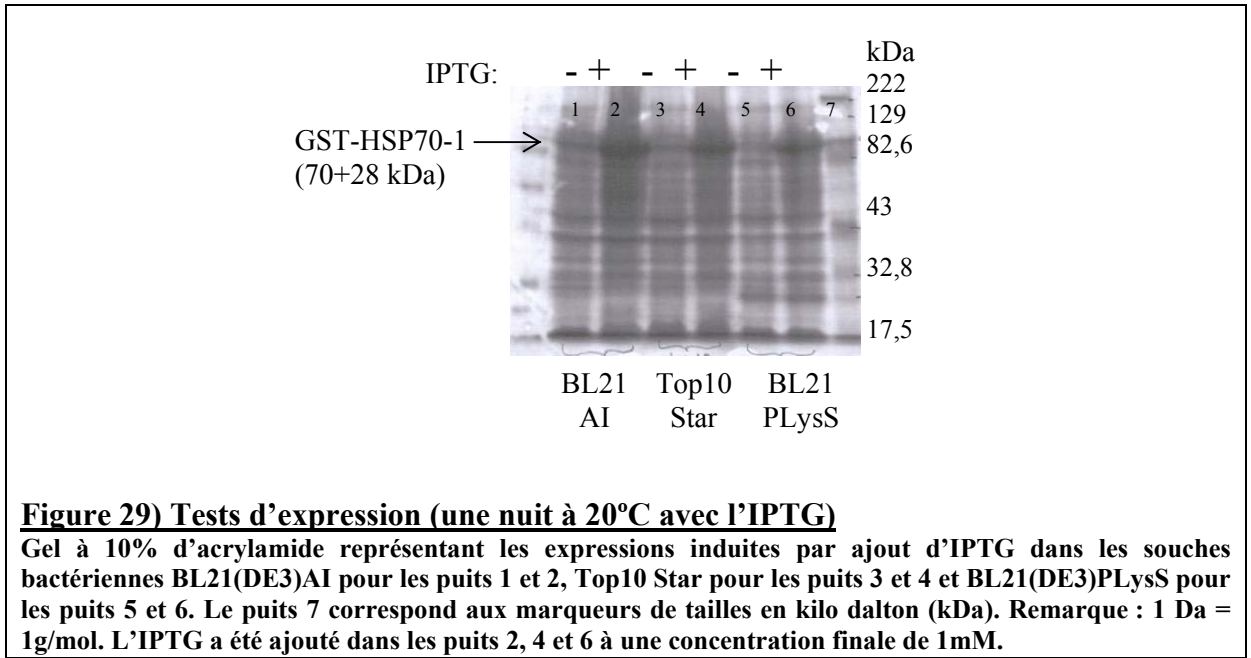 IPTG: - + - + - +
kDa
222
129
82,6
43
32,8
17,5
1 2 3 4 5 6 7
GST-HSP70-1
(70+28 kDa)
BL21 Top10 BL21
AI Star PLysS
Figure 29) Tests d'expression (une nuit à 20ºC avec l'IPTG)
Gel à 10% d'acrylamide représentant les expressions induites par ajout d'IPTG dans les souches
bactériennes BL21(DE3)AI pour les puits 1 et 2, Top10 Star pour les puits 3 et 4 et BL21(DE3)PLysS pour
les puits 5 et 6. Le puits 7 correspond aux marqueurs de tailles en kilo dalton (kDa). Remarque : 1 Da =
1g/mol. L'IPTG a été ajouté dans les puits 2, 4 et 6 à une concentration finale de 1mM.